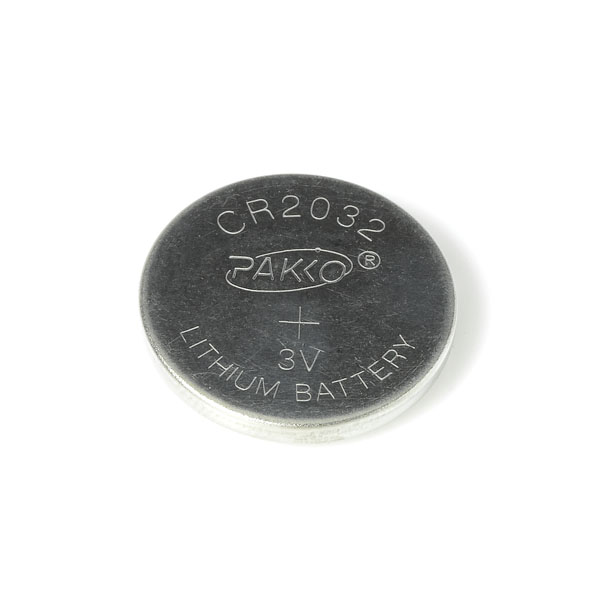 CR2032
PAKKO®
+
3V
LITHIUM BATTERY